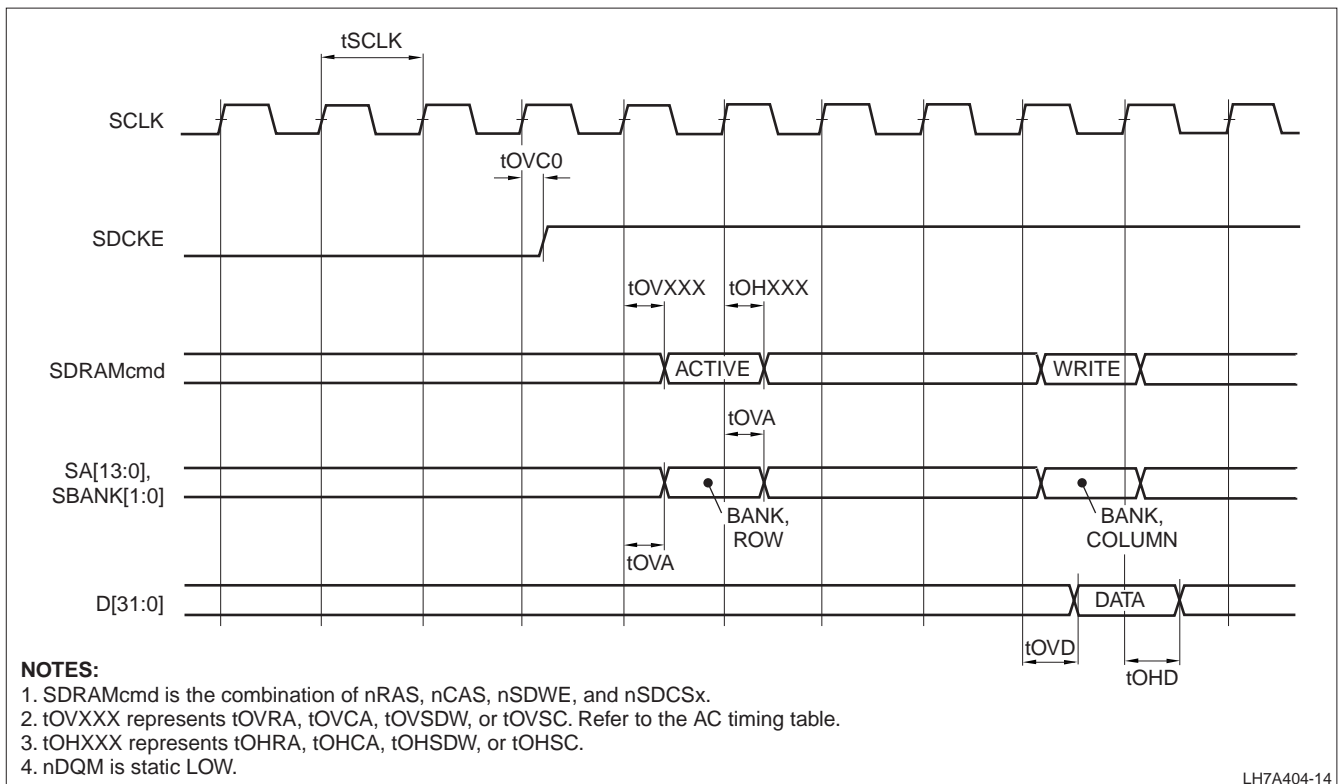 tSCLK
SCLK
tOVC0
SDCKE
tOVXXX
tOHXXX
SDRAMcmd
ACTIVE
WRITE
tOVA
SA[13:0],
SBANK[1:0]
BANK,
ROW
BANK,
COLUMN
tOVA
D[31:0]
DATA
tOVD
tOHD
NOTES:
1. SDRAMcmd is the combination of nRAS, nCAS, nSDWE, and nSDCSx.
2. tOVXXX represents tOVRA, tOVCA, tOVSDW, or tOVSC. Refer to the AC timing table.
3. tOHXXX represents tOHRA, tOHCA, tOHSDW, or tOHSC.
4. nDQM is static LOW.
LH7A404-14